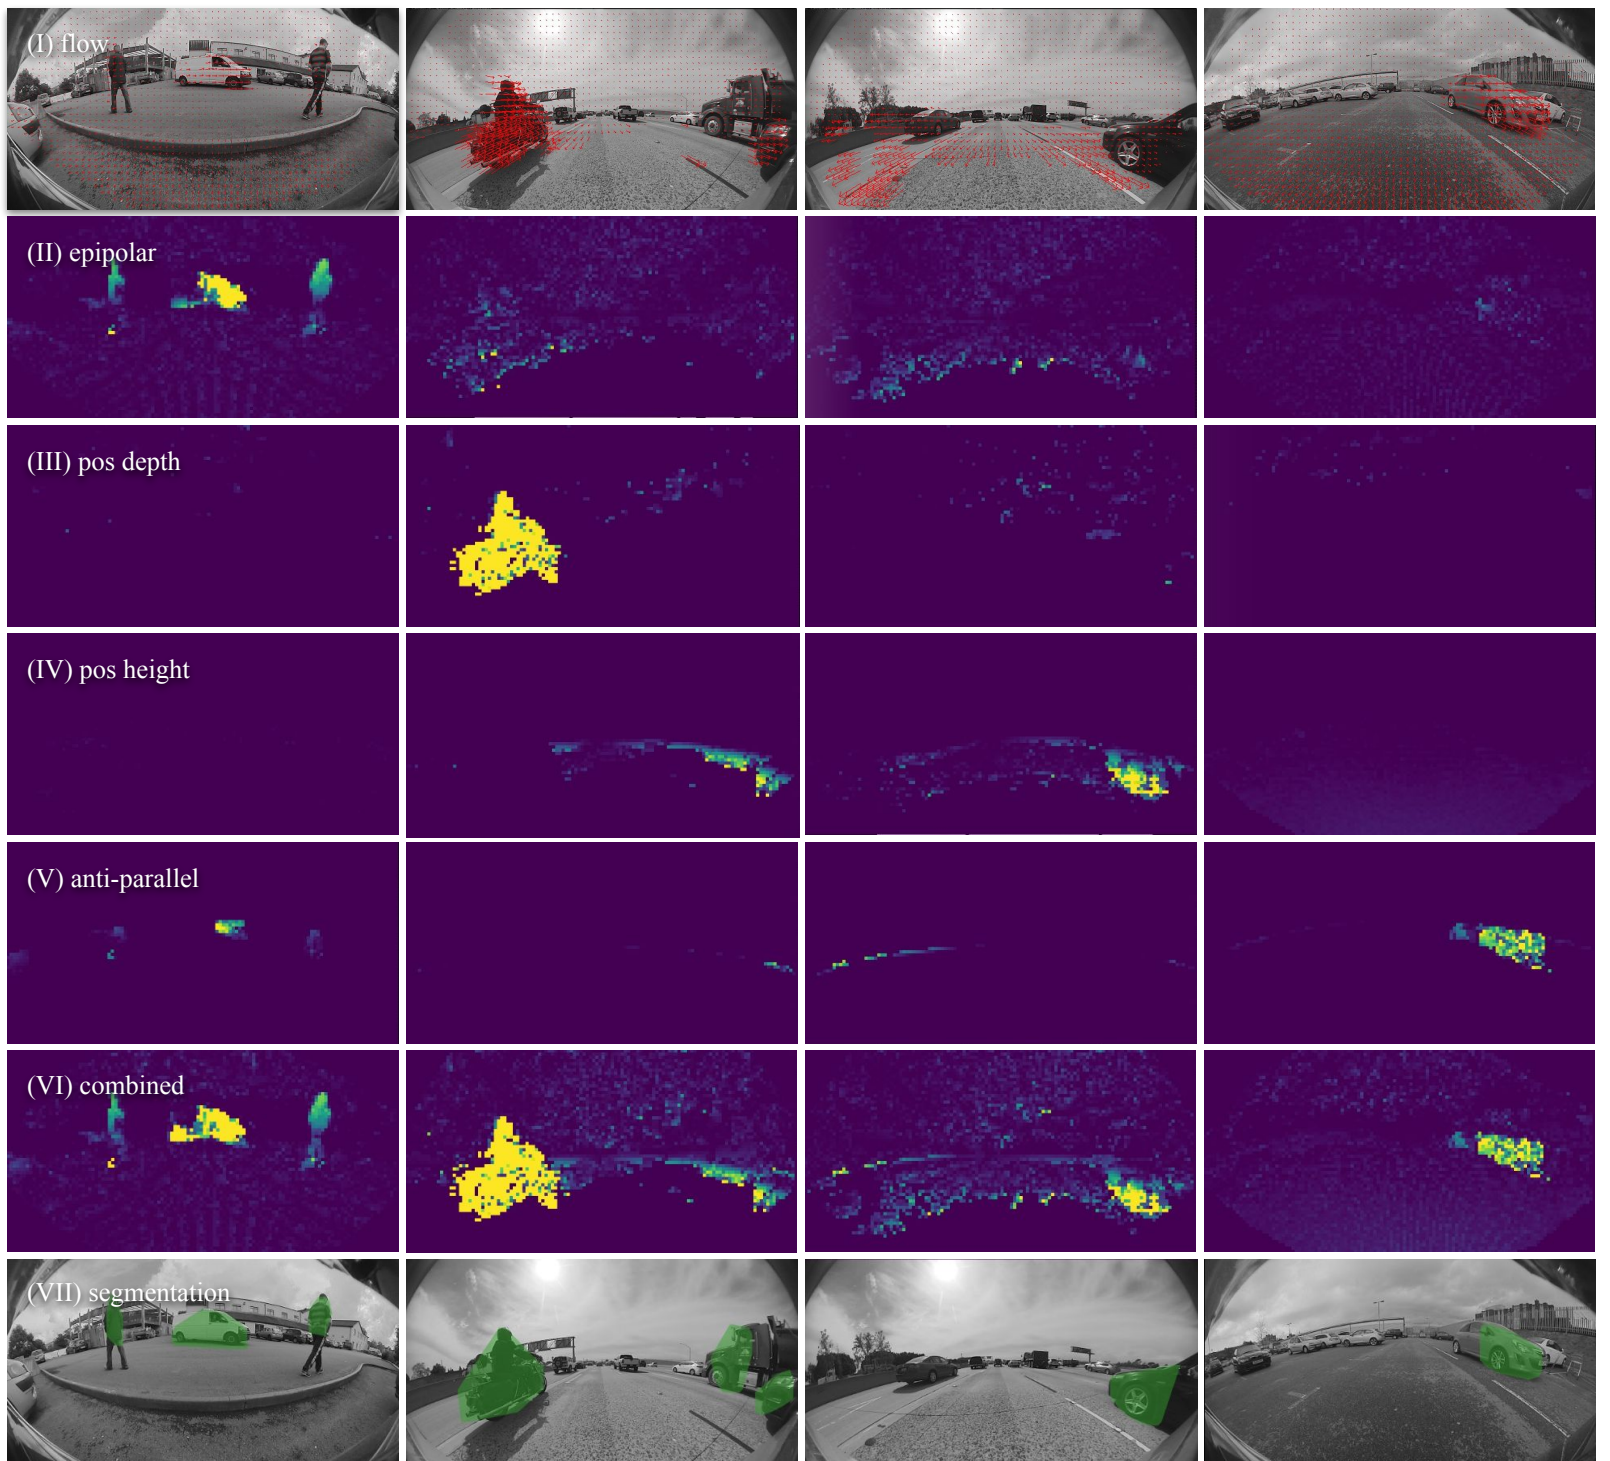 (I) flow
(II) epipolar
(III) pos depth
(IV) pos height
(V) anti-parallel
(VI) combined
(VII) segmentation